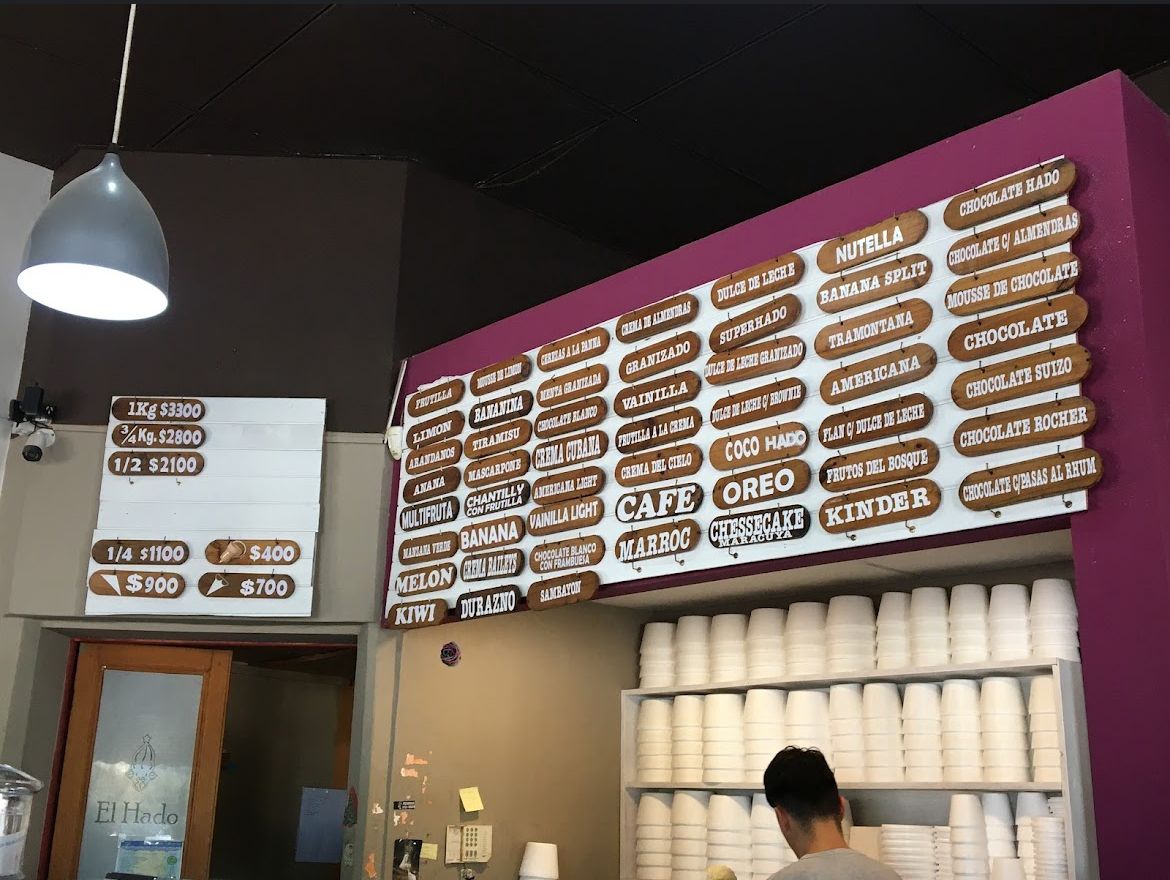 1Kg $3300
3/4Kg. $2800
1/2 $2100
1/4 $1100
$400
$900
$700
FRUTILLA
LIMON
ARANDANOS
ANANA
MULTIFRUTA
MANZANA VERDE
MELON
KIWI
MOUSSE DE LIMON
BANANINA
TIRAMISU
MASCARPONE
CHANTILLY
CON FRUTILLA
BANANA
CREMA BAILEYS
DURAZNO
CEREZAS A LA PANNA
MENTA GRANIZADA
CHOCOLATE BLANCO
CREMA CUBANA
AMERICANA LIGHT
VAINILLA LIGHT
CHOCOLATE BLANCO
CON FRAMBUESA
SAMBAYON
CREMA DE ALMENDRAS
GRANIZADO
VAINILLA
FRUTILLA A LA CREMA
CREMA DEL CIELO
CAFE
MARROC
DULCE DE LECHE
SUPERHADO
DULCE DE LECHE GRANIZADO
DULCE DE LECHE C/ BROWNIE
COCO HADO
OREO
CHESSECAKE
MARACUYA
NUTELLA
BANANA SPLIT
TRAMONTANA
AMERICANA
FLAN C/ DULCE DE LECHE
FRUTOS DEL BOSQUE
KINDER
CHOCOLATE HADO
CHOCOLATE C/ ALMENDRAS
MOUSSE DE CHOCOLATE
CHOCOLATE
CHOCOLATE SUIZO
CHOCOLATE ROCHER
CHOCOLATE C/PASAS AL RHUM
El Hado